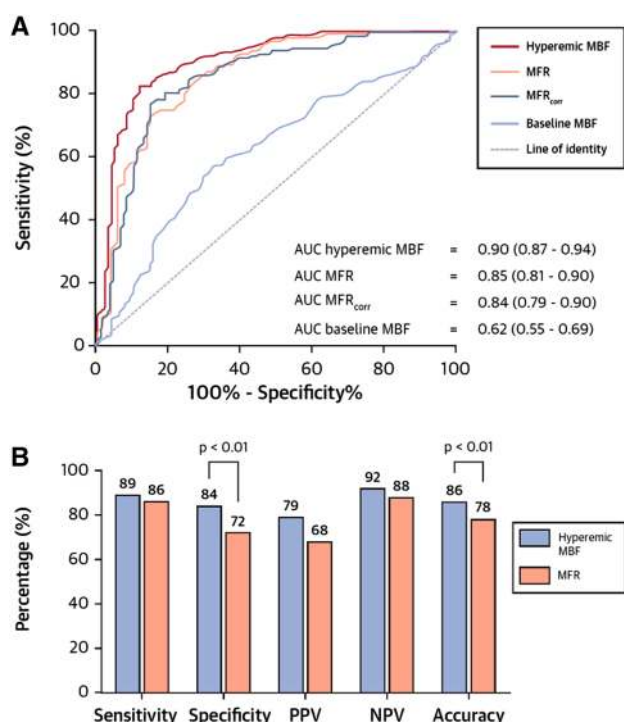 A
Sensitivity (%)
100
80
60
40
20
0
0 20 40 60 80 100
100% - Specificity%
Hyperemic MBF
MFR
MFRcorr
Baseline MBF
Line of identity
AUC hyperemic MBF = 0.90 (0.87 - 0.94)
AUC MFR = 0.85 (0.81 - 0.90)
AUC MFRcorr = 0.84 (0.79 - 0.90)
AUC baseline MBF = 0.62 (0.55 - 0.69)
B
Percentage (%)
100
80
60
40
20
0
p < 0.01
p < 0.01
89 86 84 72 79 68 92 88 86 78
Sensitivity Specificity PPV NPV Accuracy
Hyperemic
MBF
MFR